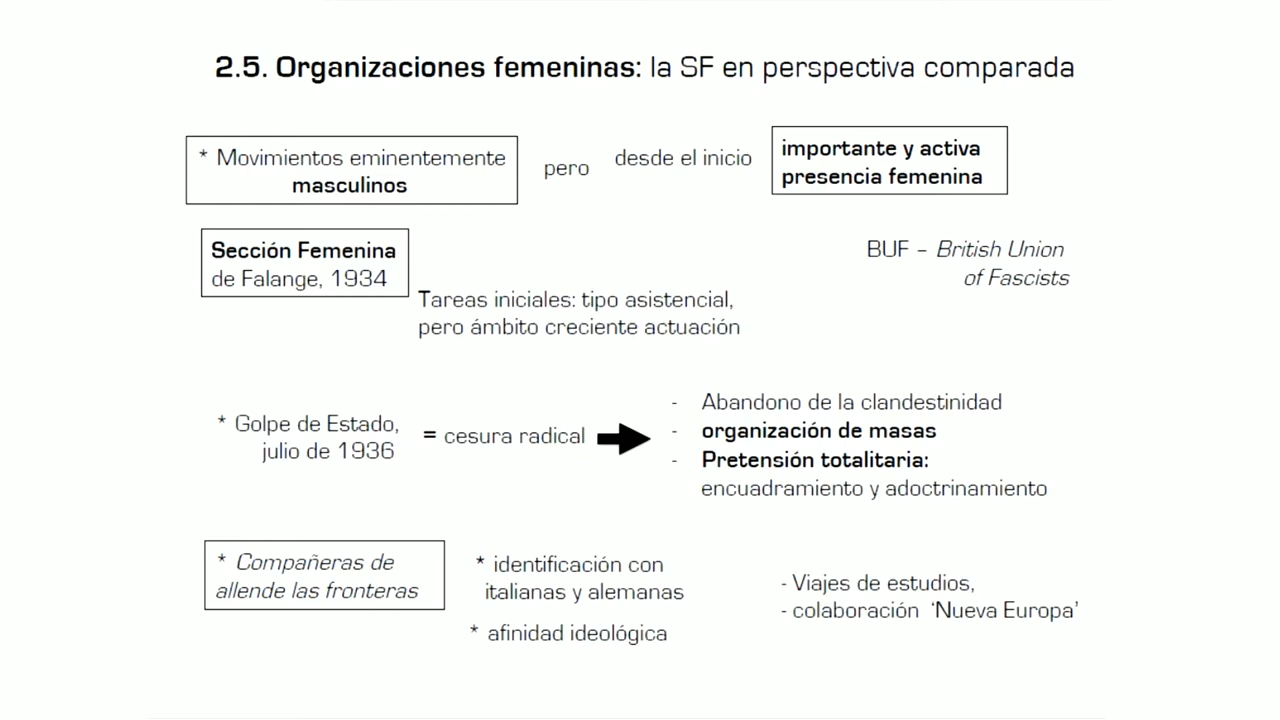 2.5. Organizaciones femeninas: la SF en perspectiva comparada
* Movimientos eminentemente
masculinos
pero
desde el inicio
importante y activa
presencia femenina
Sección Femenina
de Falange, 1934
Tareas iniciales: tipo asistencial,
pero ámbito creciente actuación
BUF – British Union
of Fascists
* Golpe de Estado,
julio de 1936
= cesura radical
- Abandono de la clandestinidad
- organización de masas
- Pretensión totalitaria:
encuadramiento y adoctrinamiento
* Compañeras de
allende las fronteras
* identificación con
italianas y alemanas
* afinidad ideológica
- Viajes de estudios,
- colaboración ‘Nueva Europa’